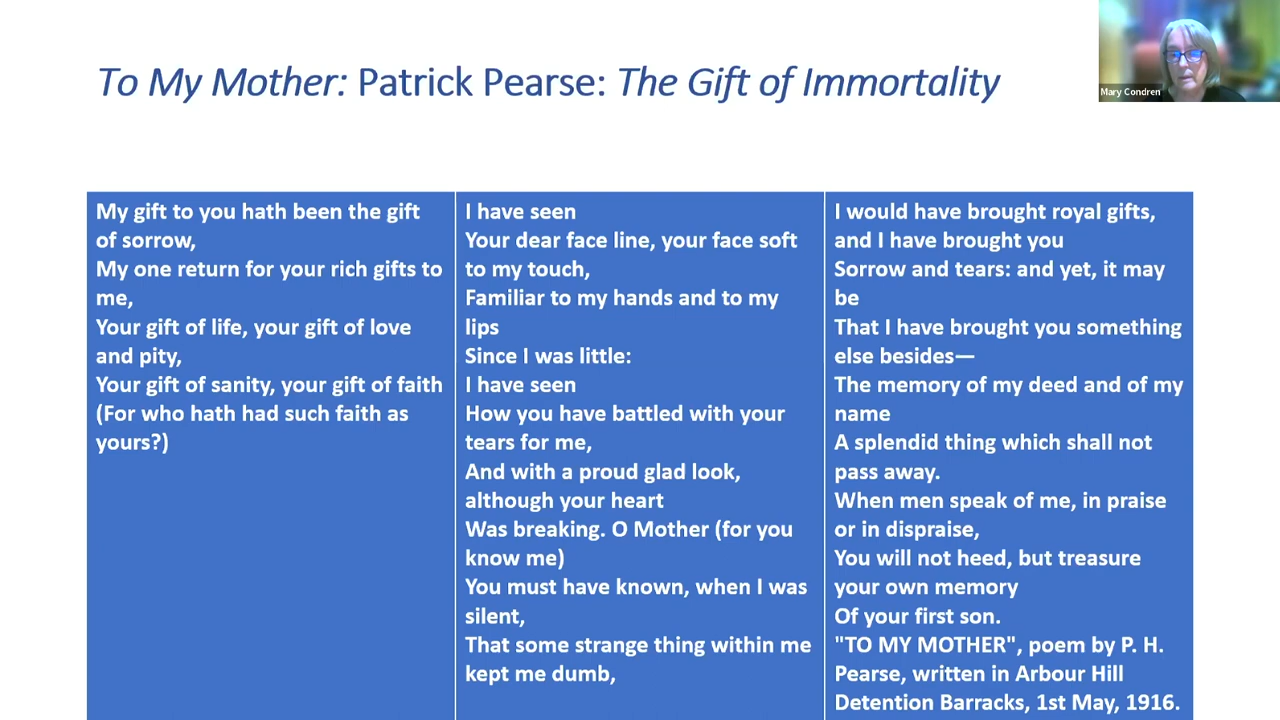 To My Mother: Patrick Pearse: The Gift of Immortality
Mary Condren
My gift to you hath been the gift
of sorrow,
My one return for your rich gifts to
me,
Your gift of life, your gift of love
and pity,
Your gift of sanity, your gift of faith
(For who hath had such faith as
yours?)
I have seen
Your dear face line, your face soft
to my touch,
Familiar to my hands and to my
lips
Since I was little:
I have seen
How you have battled with your
tears for me,
And with a proud glad look,
although your heart
Was breaking. O Mother (for you
know me)
You must have known, when I was
silent,
That some strange thing within me
kept me dumb,
I would have brought royal gifts,
and I have brought you
Sorrow and tears: and yet, it may
be
That I have brought you something
else besides—
The memory of my deed and of my
name
A splendid thing which shall not
pass away.
When men speak of me, in praise
or in dispraise,
You will not heed, but treasure
your own memory
Of your first son.
"TO MY MOTHER", poem by P. H.
Pearse, written in Arbour Hill
Detention Barracks, 1st May, 1916.